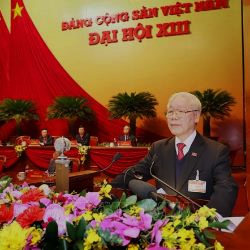 ĐẢNG CỘNG SẢN VIỆT NAM
ĐẠI HỘI XIII